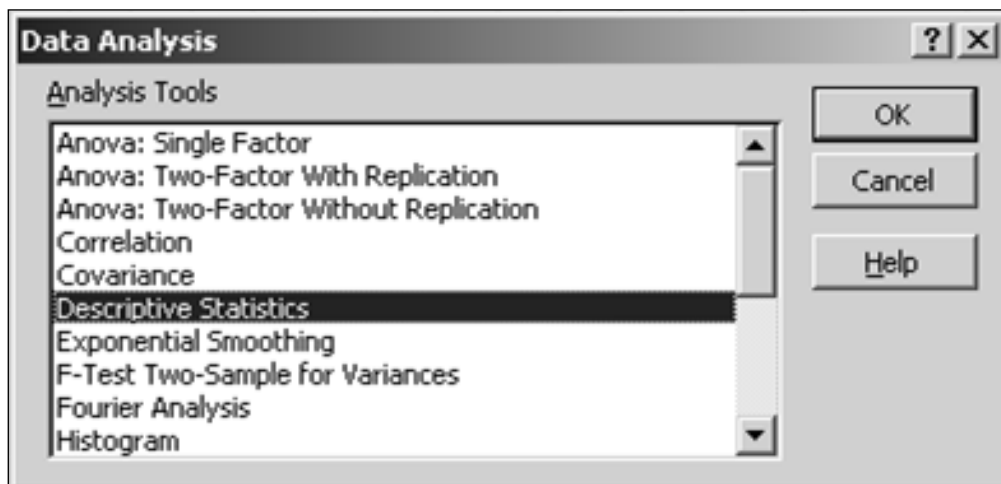 Data Analysis
Analysis Tools
Anova: Single Factor
Anova: Two-Factor With Replication
Anova: Two-Factor Without Replication
Correlation
Covariance
Descriptive Statistics
Exponential Smoothing
F-Test Two-Sample for Variances
Fourier Analysis
Histogram
OK
Cancel
Help